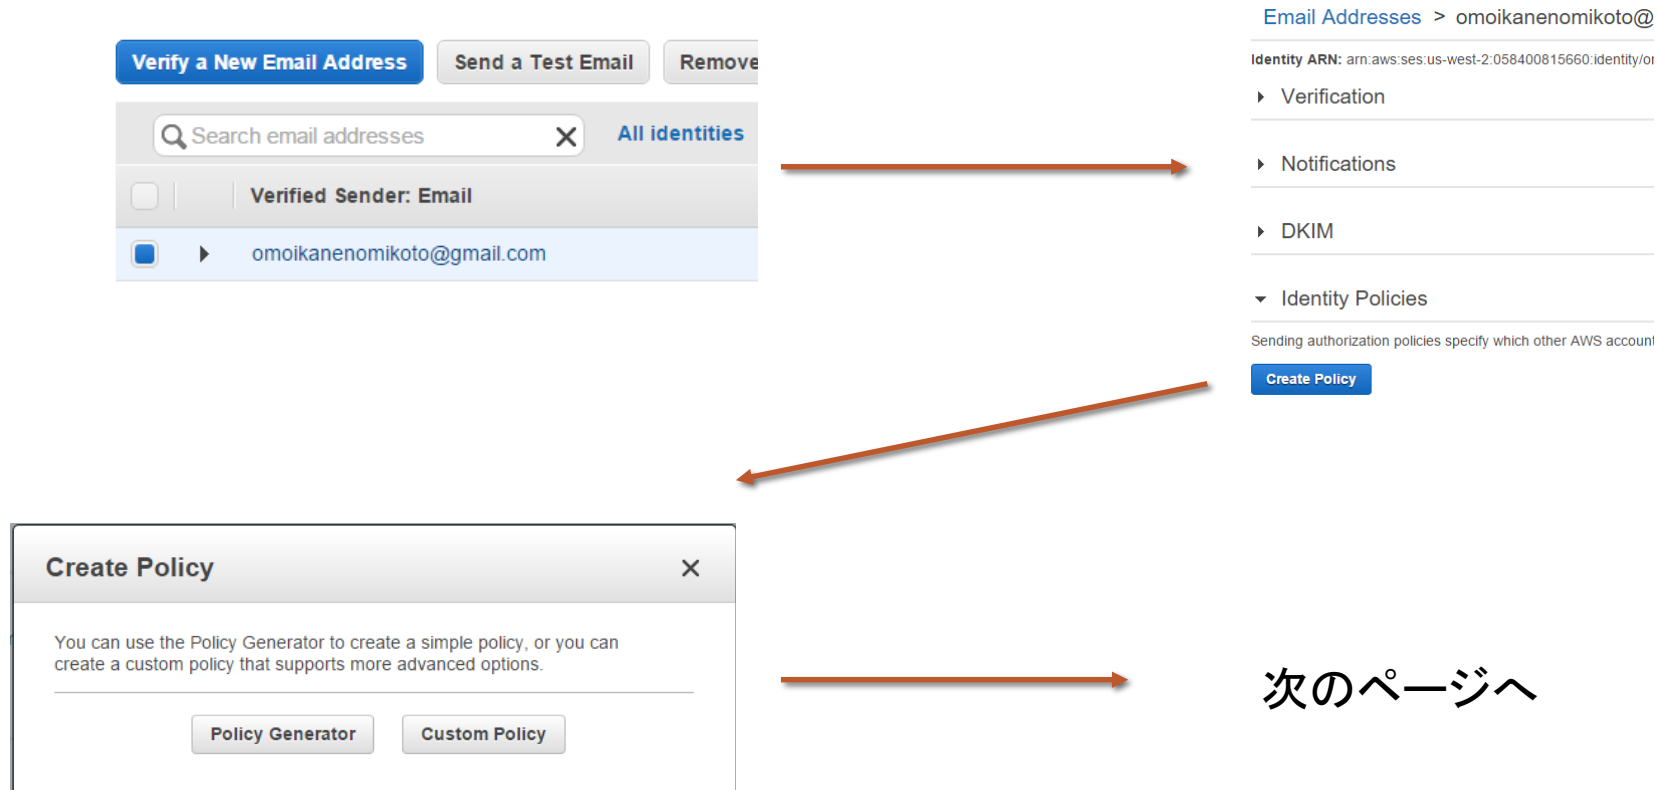 Verify a New Email Address
Send a Test Email
Remove
Search email addresses
All identities
Verified Sender: Email
omoikanenomikoto@gmail.com
Email Addresses > omoikanenomikoto@
Identity ARN: arn:aws:ses:us-west-2:058400815660:identity/
Verification
Notifications
DKIM
Identity Policies
Sending authorization policies specify which other AWS account
Create Policy
Create Policy
You can use the Policy Generator to create a simple policy, or you can
create a custom policy that supports more advanced options.
Policy Generator
Custom Policy
次のページへ